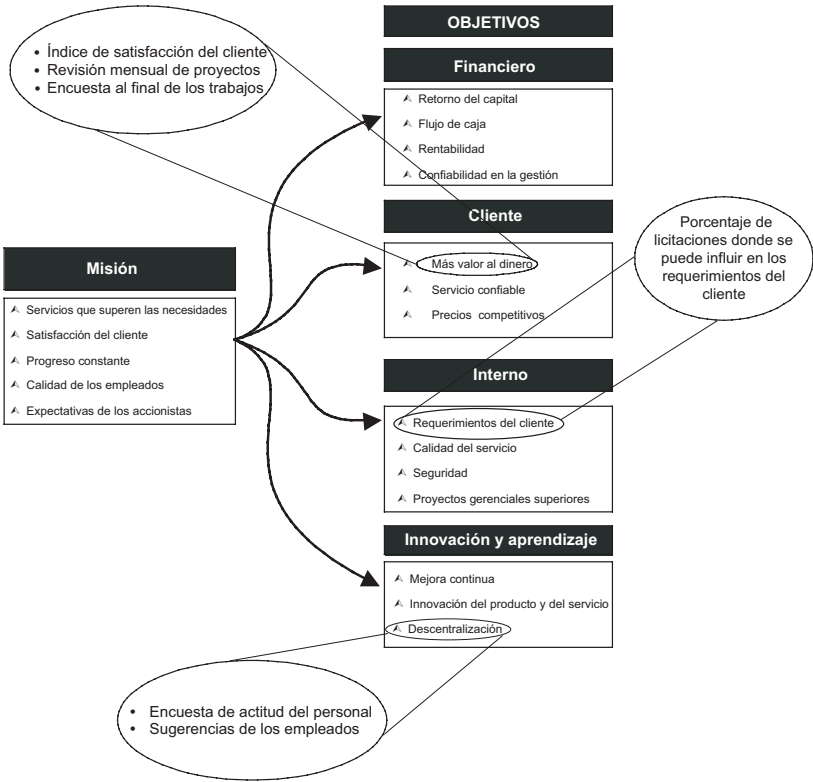 • Índice de satisfacción del cliente
• Revisión mensual de proyectos
• Encuesta al final de los trabajos
OBJETIVOS
Financiero
Retorno del capital
Flujo de caja
Rentabilidad
Confiabilidad en la gestión
Cliente
Más valor al dinero
Servicio confiable
Precios competitivos
Porcentaje de
licitaciones donde se
puede influir en los
requerimientos del
cliente
Misión
Servicios que superen las necesidades
Satisfacción del cliente
Progreso constante
Calidad de los empleados
Expectativas de los accionistas
Interno
Requerimientos del cliente
Calidad del servicio
Seguridad
Proyectos gerenciales superiores
Innovación y aprendizaje
Mejora continua
Innovación del producto y del servicio
Descentralización
• Encuesta de actitud del personal
• Sugerencias de los empleados